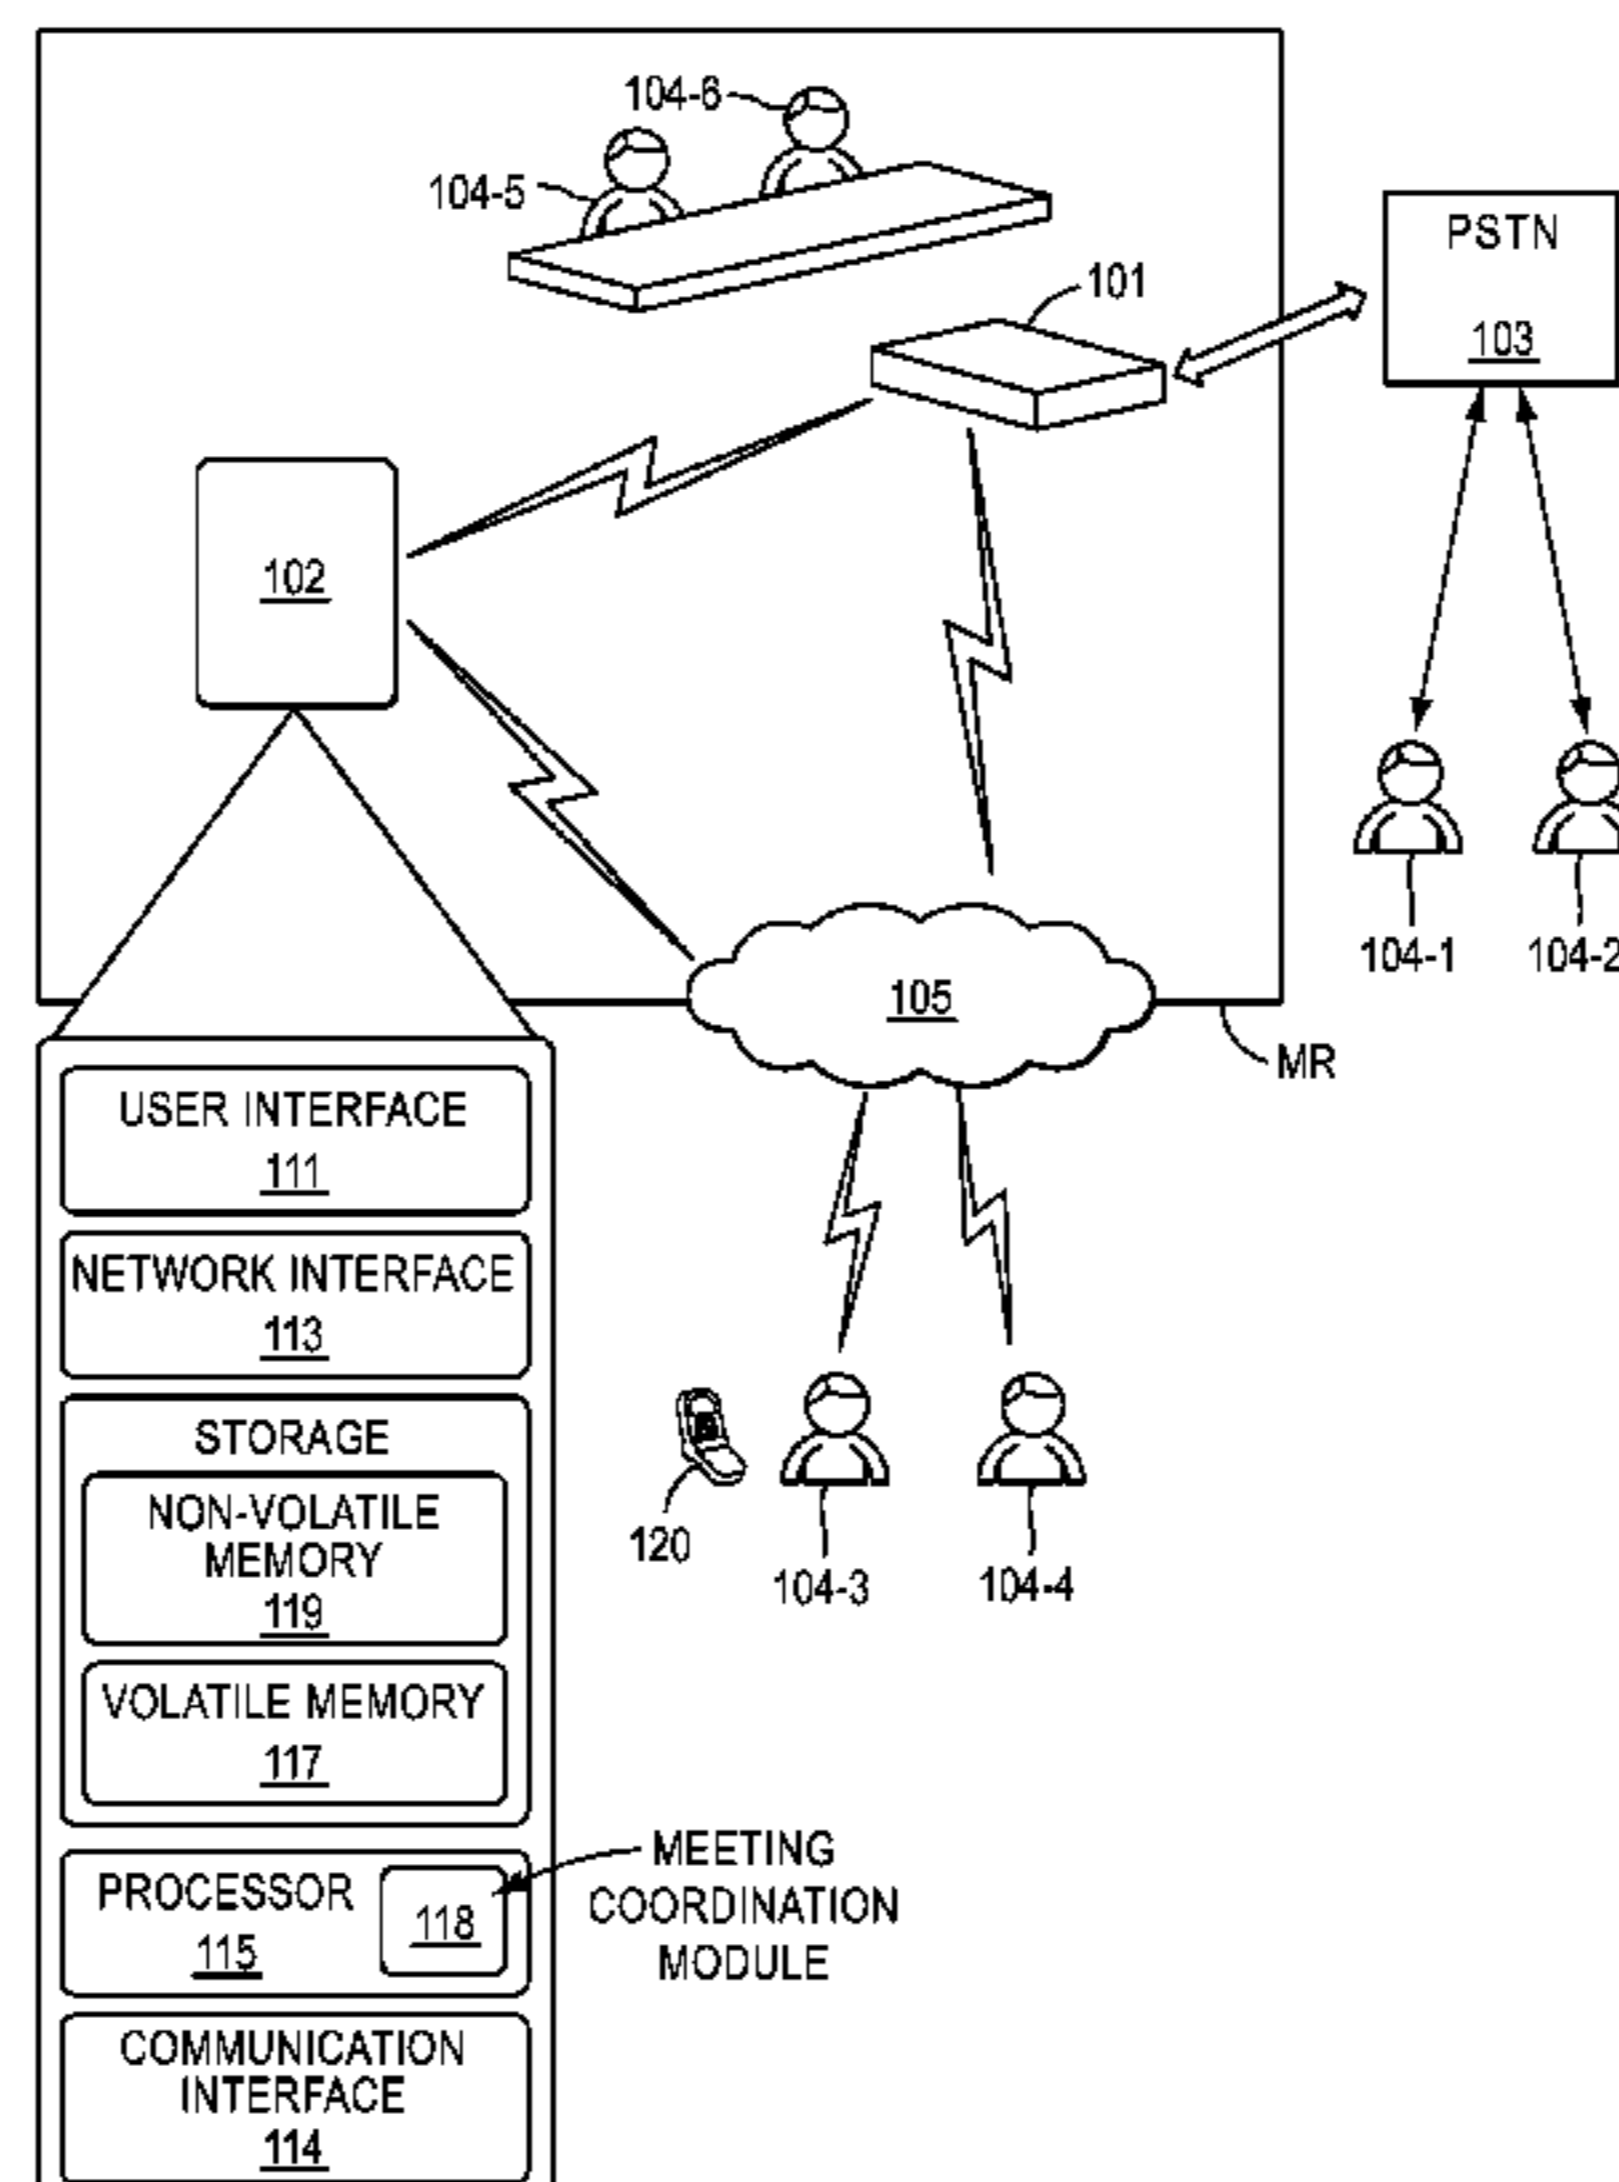 104-6
104-5
101
PSTN
103
102
104-1
104-2
105
MR
USER INTERFACE
111
NETWORK INTERFACE
113
STORAGE
NON-VOLATILE
MEMORY
119
VOLATILE MEMORY
117
120
104-3
104-4
PROCESSOR
115
118
MEETING
COORDINATION
MODULE
COMMUNICATION
INTERFACE
114